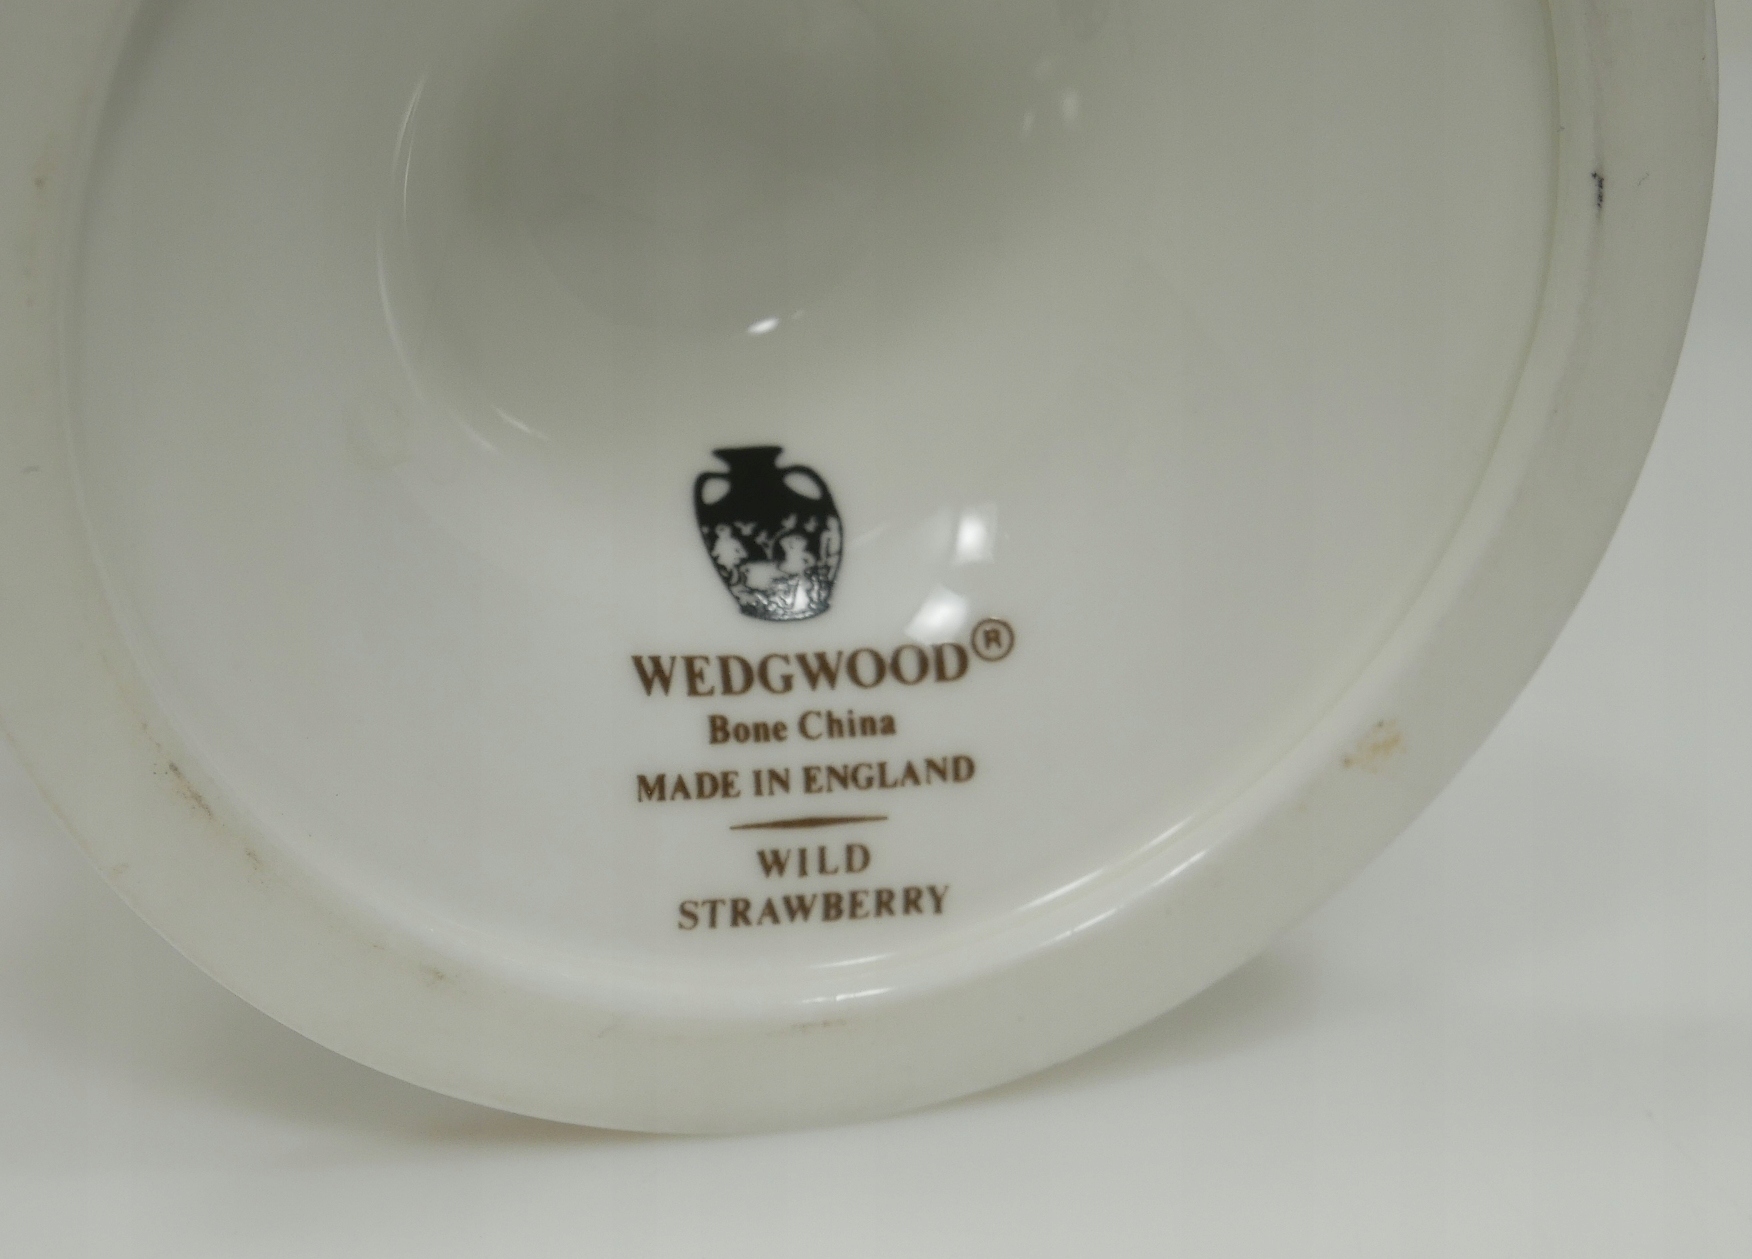 WEDGWOOD®
Bone China
MADE IN ENGLAND
WILD
STRAWBERRY